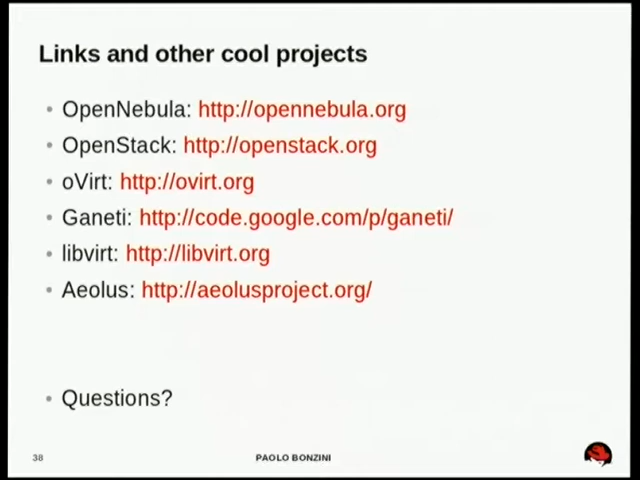 Links and other cool projects
• OpenNebula: http://opennebula.org
• OpenStack: http://openstack.org
• oVirt: http://ovirt.org
• Ganeti: http://code.google.com/p/ganeti/
• libvirt: http://libvirt.org
• Aeolus: http://aeolusproject.org/
• Questions?
38 PAOLO BONZINI